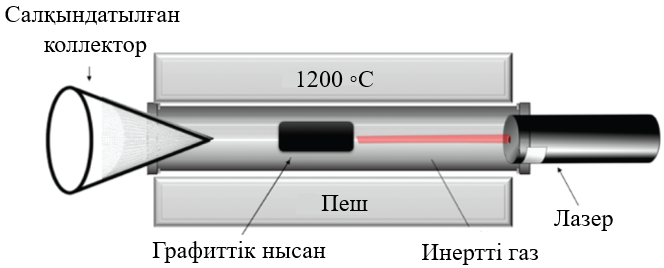 Салқындатылған
коллектор
1200 ◦C
Пеш
Лазер
Графиттік нысан
Инертті газ